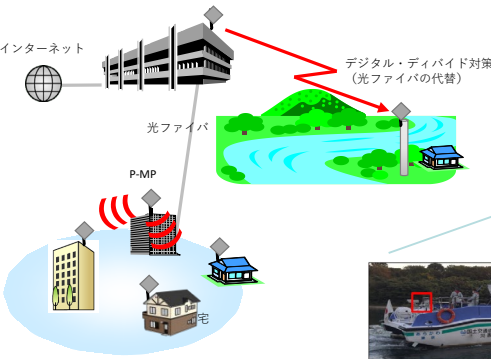 インターネット
デジタル・ディバイド対策
（光ファイバの代替）
光ファイバ
P-MP
宅